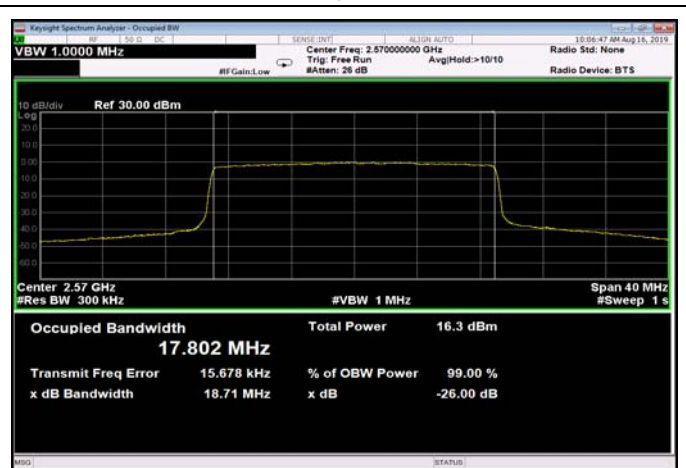 Keysight Spectrum Analyzer - Occupied BW
RF 50 Ω DC SENSE:INT ALIGN AUTO 10:06:47 AM Aug 16, 2019
VBW 1.0000 MHz Center Freq: 2.570000000 GHz Radio Std: None
Trig: Free Run Avg|Hold:>10/10
#IFGain:Low #Atten: 26 dB Radio Device: BTS
10 dB/div Ref 30.00 dBm
Log
20.0
10.0
0.00
10.0
20.0
30.0
40.0
50.0
60.0
Center 2.57 GHz Span 40 MHz
#Res BW 300 kHz #VBW 1 MHz #Sweep 1 s
Occupied Bandwidth Total Power 16.3 dBm
17.802 MHz
Transmit Freq Error 15.678 kHz % of OBW Power 99.00 %
x dB Bandwidth 18.71 MHz x dB -26.00 dB
MSG STATUS